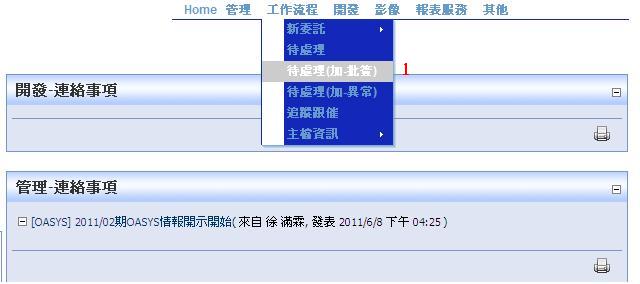 Home 管理 工作流程 開發 影像 報表服務 其他
新委託
待處理
待處理(加-批簽) 1
待處理(加-異常)
追蹤跟催
主檔資訊
開發-連絡事項
管理-連絡事項
[OASYS] 2011/02期OASYS情報開示開始( 來自 徐 滿霖, 發表 2011/6/8 下午 04:25 )